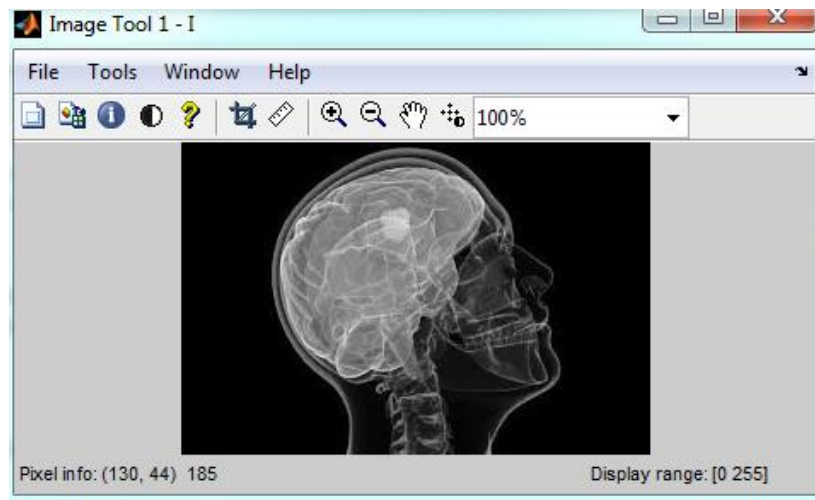 Image Tool 1 - I
File Tools Window Help
100%
Pixel info: (130, 44) 185 Display range: [0 255]